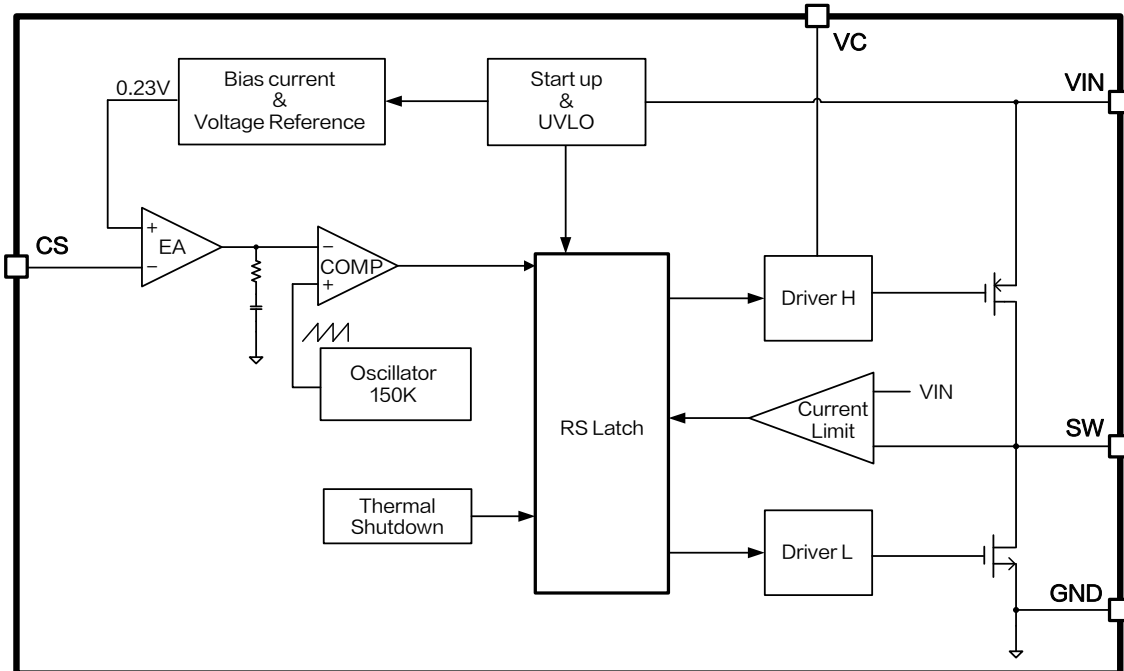 VC
VIN
0.23V
Bias current
&
Voltage Reference
Start up
&
UVLO
CS
+
EA
−
−
COMP
+
Oscillator
150K
RS Latch
Driver H
VIN
Current
Limit
SW
Thermal
Shutdown
Driver L
GND